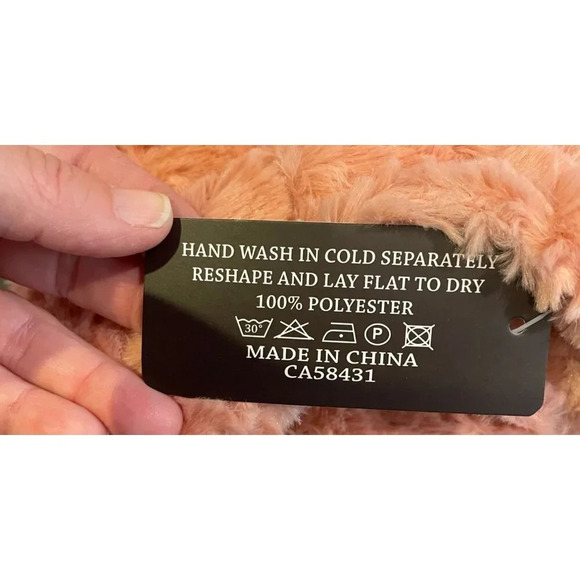 HAND WASH IN COLD SEPARATELY
RESHAPE AND LAY FLAT TO DRY
100% POLYESTER
30° P
MADE IN CHINA
CA58431